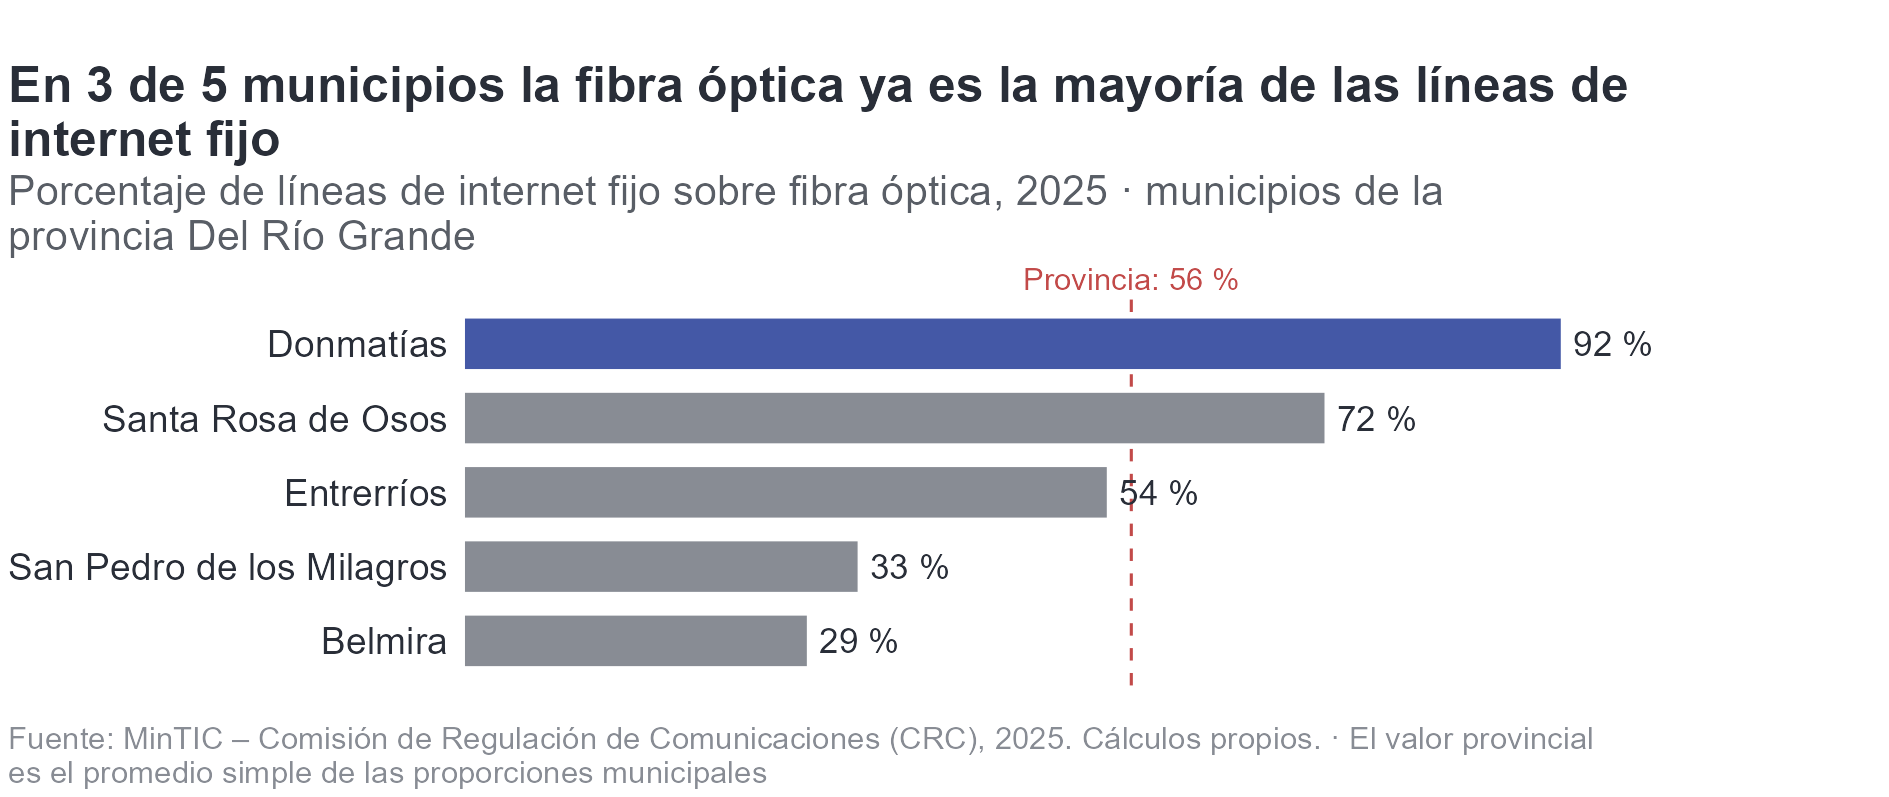 En 3 de 5 municipios la fibra óptica ya es la mayoría de las líneas de
internet fijo
Porcentaje de líneas de internet fijo sobre fibra óptica, 2025 · municipios de la
provincia Del Río Grande
Provincia: 56 %
Donmatías 92 %
Santa Rosa de Osos 72 %
Entrerríos 54 %
San Pedro de los Milagros 33 %
Belmira 29 %
Fuente: MinTIC – Comisión de Regulación de Comunicaciones (CRC), 2025. Cálculos propios. · El valor provincial
es el promedio simple de las proporciones municipales